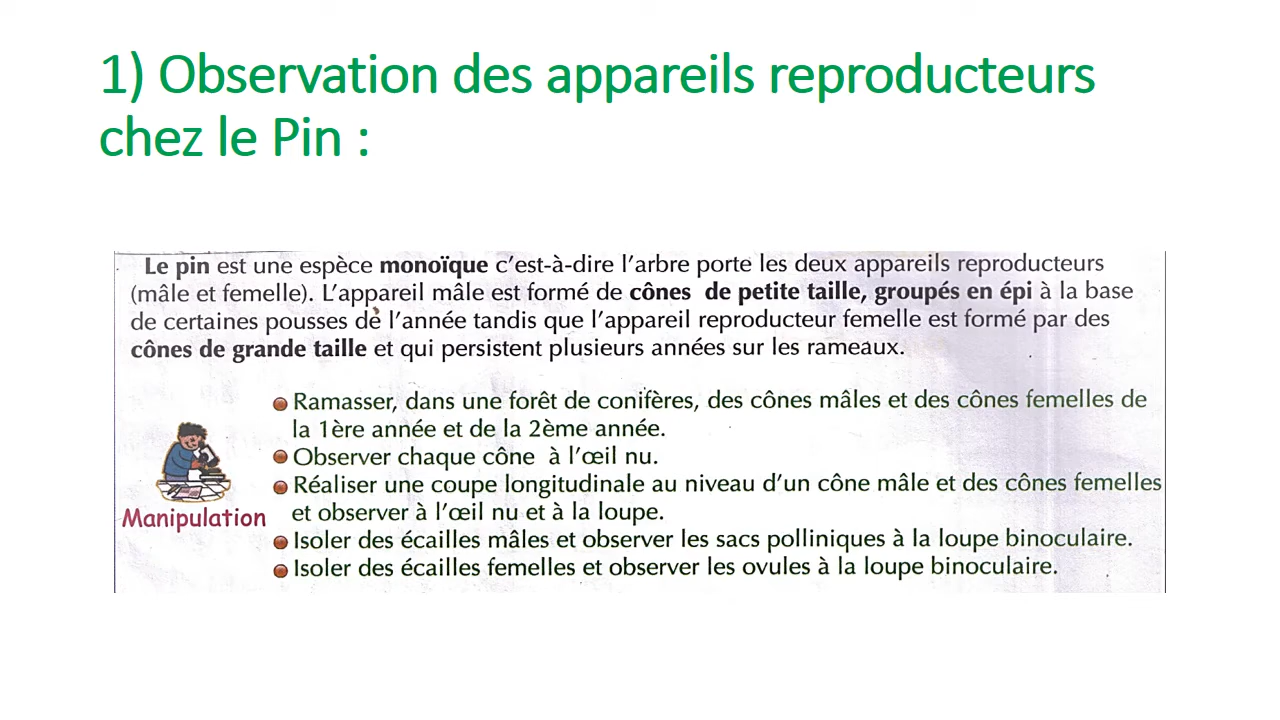 1) Observation des appareils reproducteurs
chez le Pin :
Le pin est une espèce monoïque c'est-à-dire l'arbre porte les deux appareils reproducteurs
(mâle et femelle). L'appareil mâle est formé de cônes de petite taille, groupés en épi à la base
de certaines pousses de l'année tandis que l'appareil reproducteur femelle est formé par des
cônes de grande taille et qui persistent plusieurs années sur les rameaux.
Ramasser, dans une forêt de conifères, des cônes mâles et des cônes femelles de
la 1ère année et de la 2ème année.
Observer chaque cône à l'œil nu.
Réaliser une coupe longitudinale au niveau d'un cône mâle et des cônes femelles
et observer à l'œil nu et à la loupe.
Isoler des écailles mâles et observer les sacs polliniques à la loupe binoculaire.
Isoler des écailles femelles et observer les ovules à la loupe binoculaire.
Manipulation